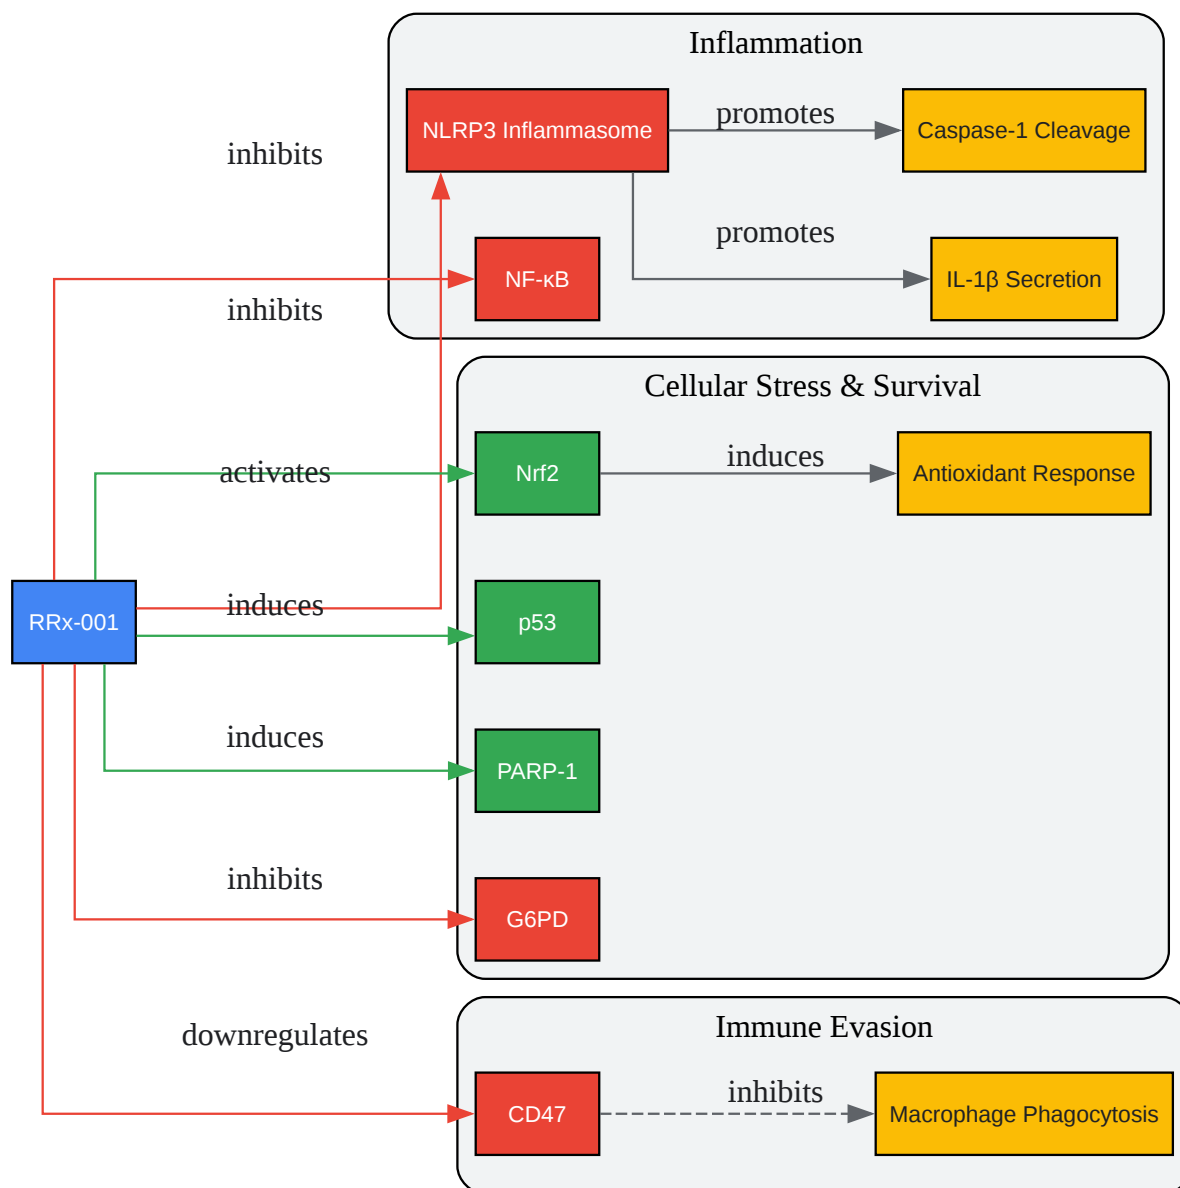 Inflammation
NLRP3 Inflammasome
promotes
Caspase-1 Cleavage
inhibits
promotes
NF-κB
IL-1β Secretion
inhibits
Cellular Stress & Survival
activates
Nrf2
induces
Antioxidant Response
RRx-001
induces
p53
induces
PARP-1
inhibits
G6PD
Immune Evasion
downregulates
CD47
inhibits
Macrophage Phagocytosis